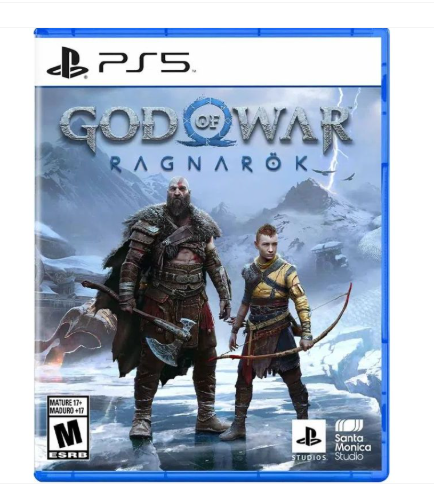 PS5
GOD OF WAR
RAGNARÖK
MATURE 17+
MADURO +17
M
ESRB
STUDIOS
Santa
Monica
Studio